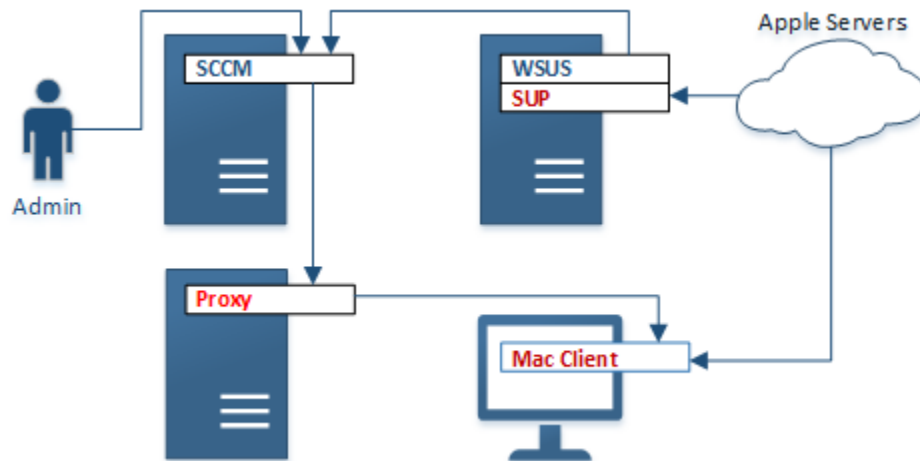 Apple Servers
SCCM
WSUS
SUP
Admin
Proxy
Mac Client